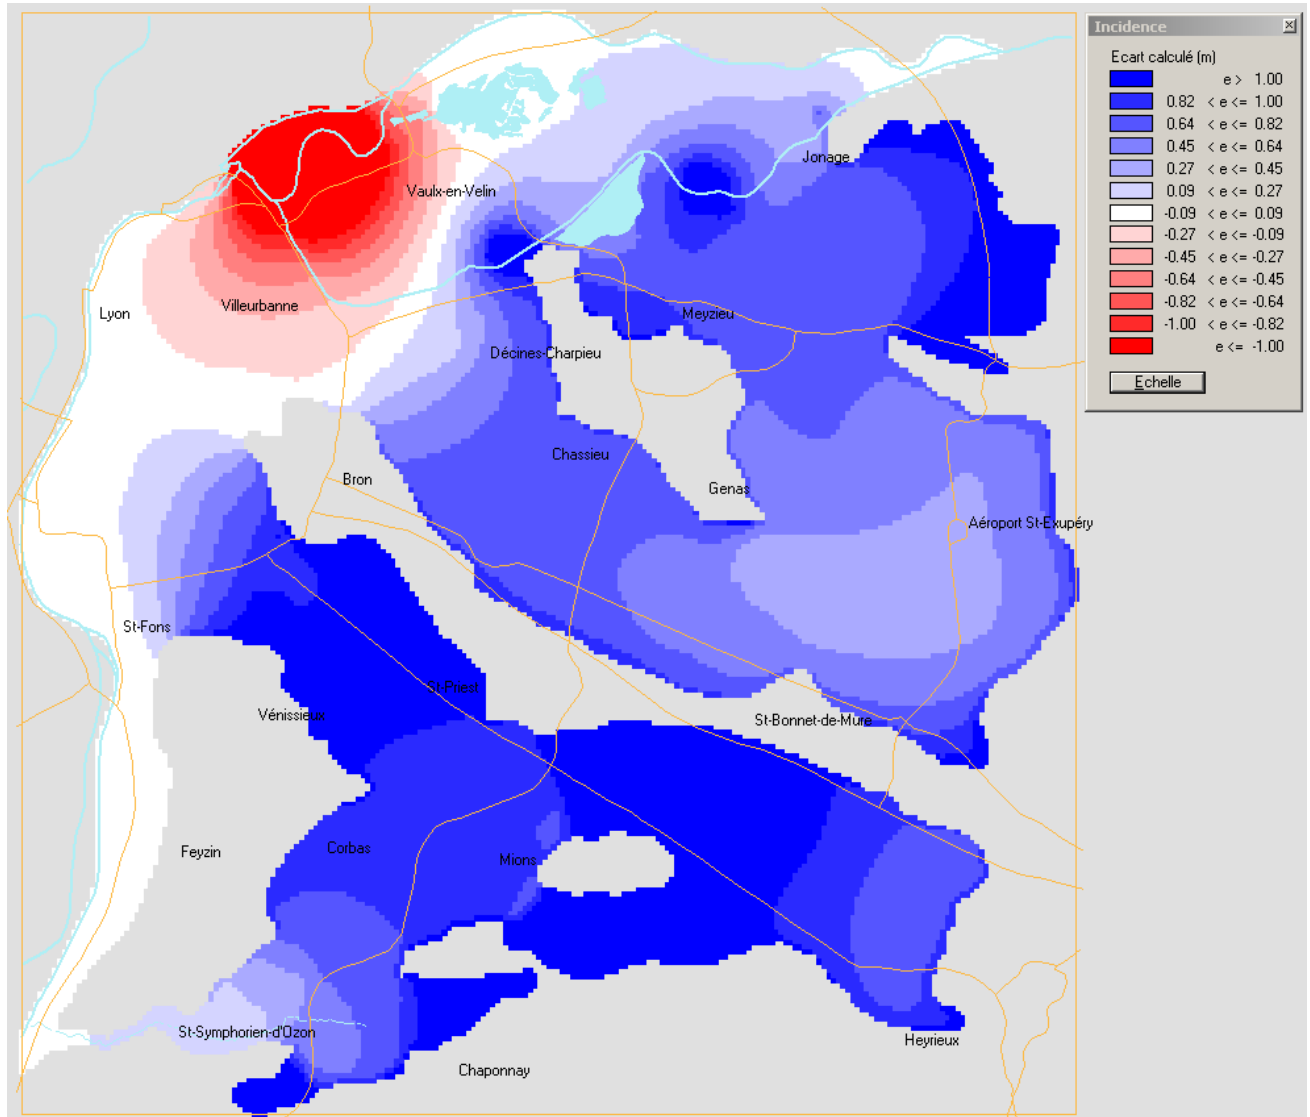 Incidence
Ecart calculé (m)
e > 1.00
0.82 < e <= 1.00
0.64 < e <= 0.82
0.45 < e <= 0.64
0.27 < e <= 0.45
0.09 < e <= 0.27
-0.09 < e <= 0.09
-0.27 < e <= -0.09
-0.45 < e <= -0.27
-0.64 < e <= -0.45
-0.82 < e <= -0.64
-1.00 < e <= -0.82
e <= -1.00
Echelle
Jonage
Vaulx-en-Velin
Villeurbanne
Lyon
Meyzieu
Décines-Charpieu
Chassieu
Bron
Genas
Aéroport St-Exupéry
St-Fons
St-Priest
Vénissieux
St-Bonnet-de-Mure
Feyzin
Corbas
Mions
St-Symphorien-d'Ozon
Heyrieux
Chaponnay